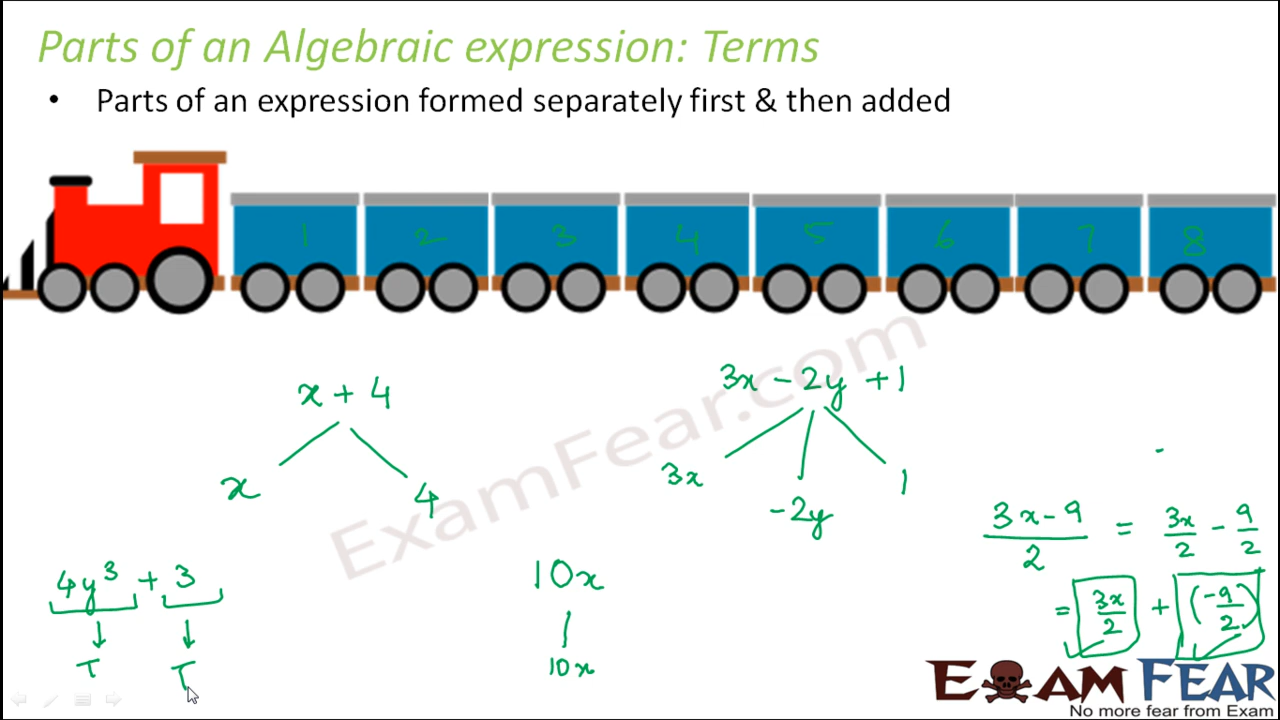 Parts of an Algebraic expression: Terms
• Parts of an expression formed separately first & then added
1 2 3 4 5 6 7 8
x + 4
x 4
3x - 2y + 1
3x -2y 1
4y³ + 3
T T
10x
10x
(3x - 9)/2 = 3x/2 - 9/2
= 3x/2 + (-9/2)
ExamFear.com
EXAM FEAR
No more fear from Exam